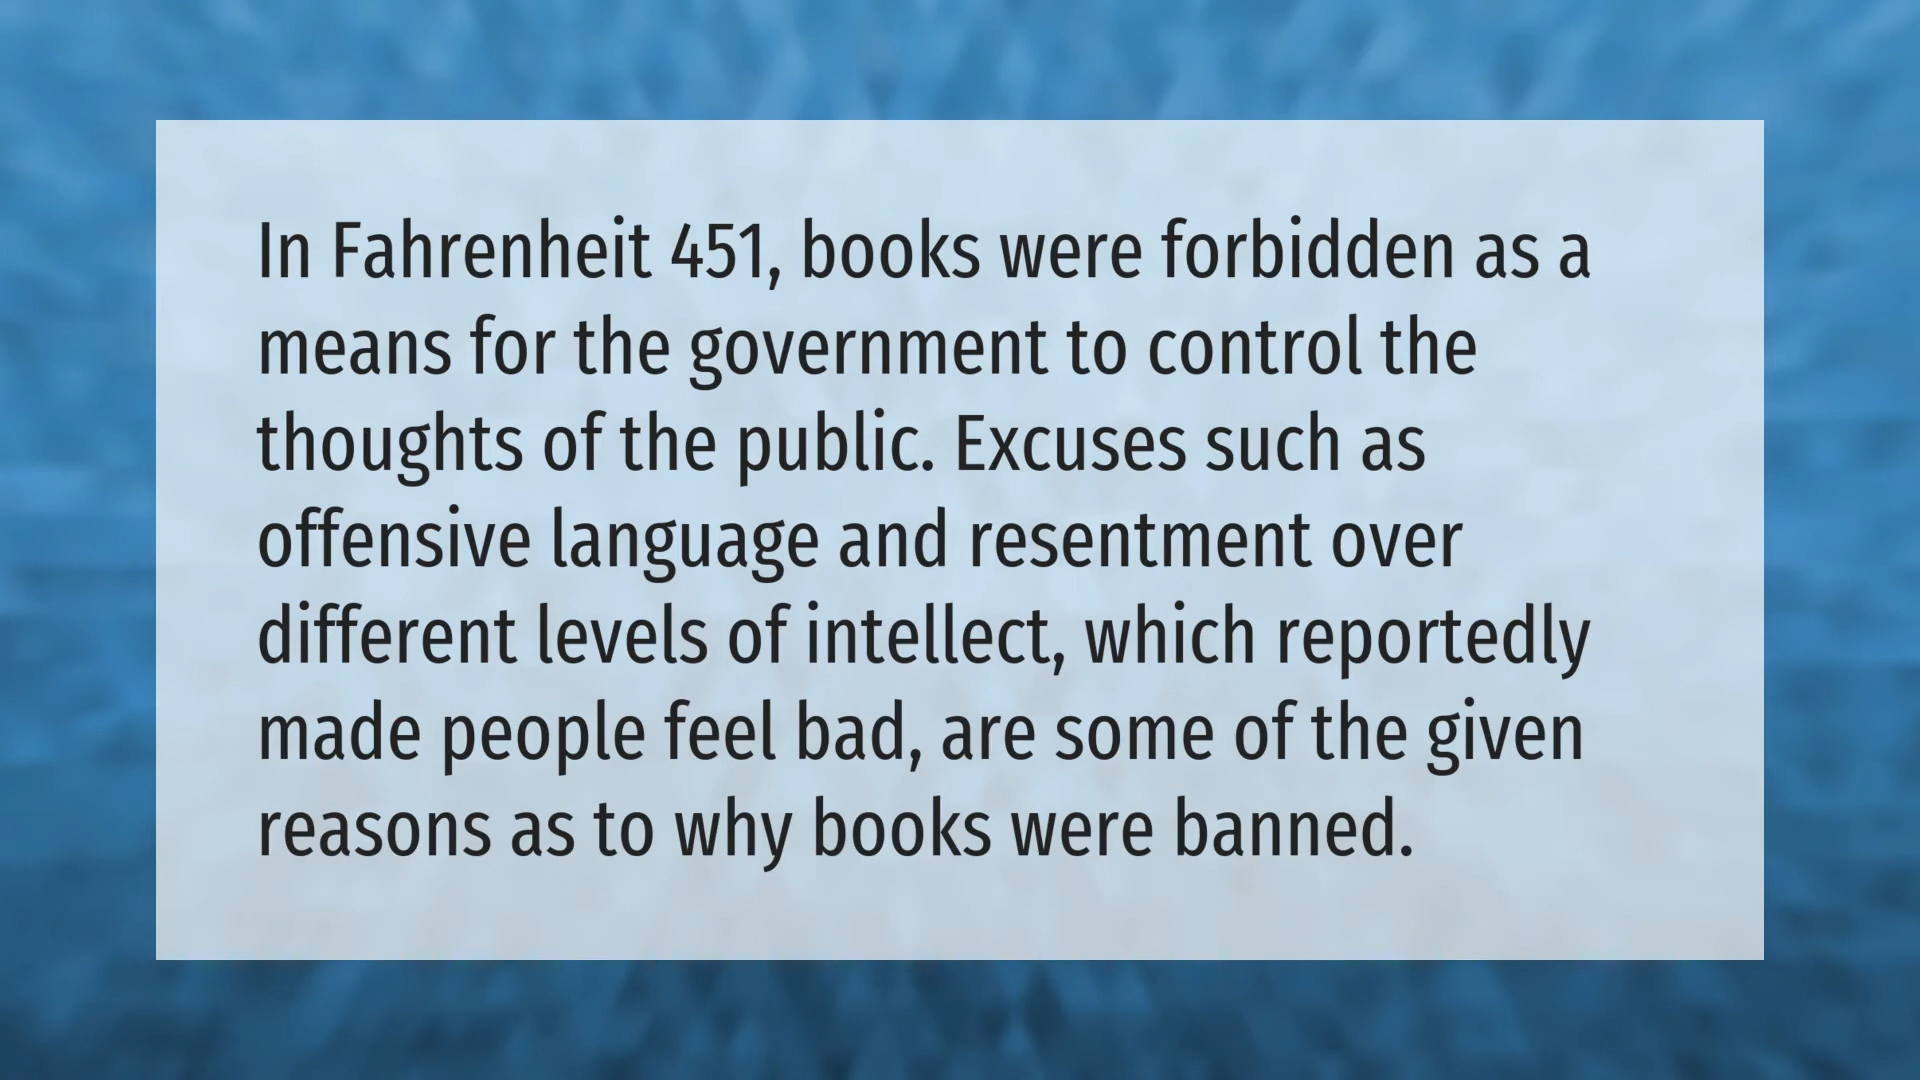 In Fahrenheit 451, books were forbidden as a
means for the government to control the
thoughts of the public. Excuses such as
offensive language and resentment over
different levels of intellect, which reportedly
made people feel bad, are some of the given
reasons as to why books were banned.